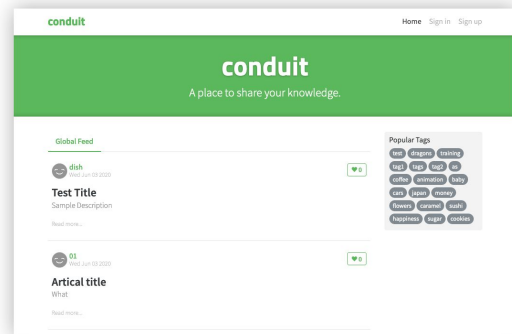 conduit
Home Sign in Sign up
conduit
A place to share your knowledge.
Global Feed
dish
Wed Jun 03 2020
0
Test Title
Sample Description
Read more...
01
Wed Jun 03 2020
0
Artical title
What
Read more...
Popular Tags
test dragons training
tag1 tags tag2 as
coffee animation baby
cars japan money
flowers caramel sushi
happiness sugar cookies